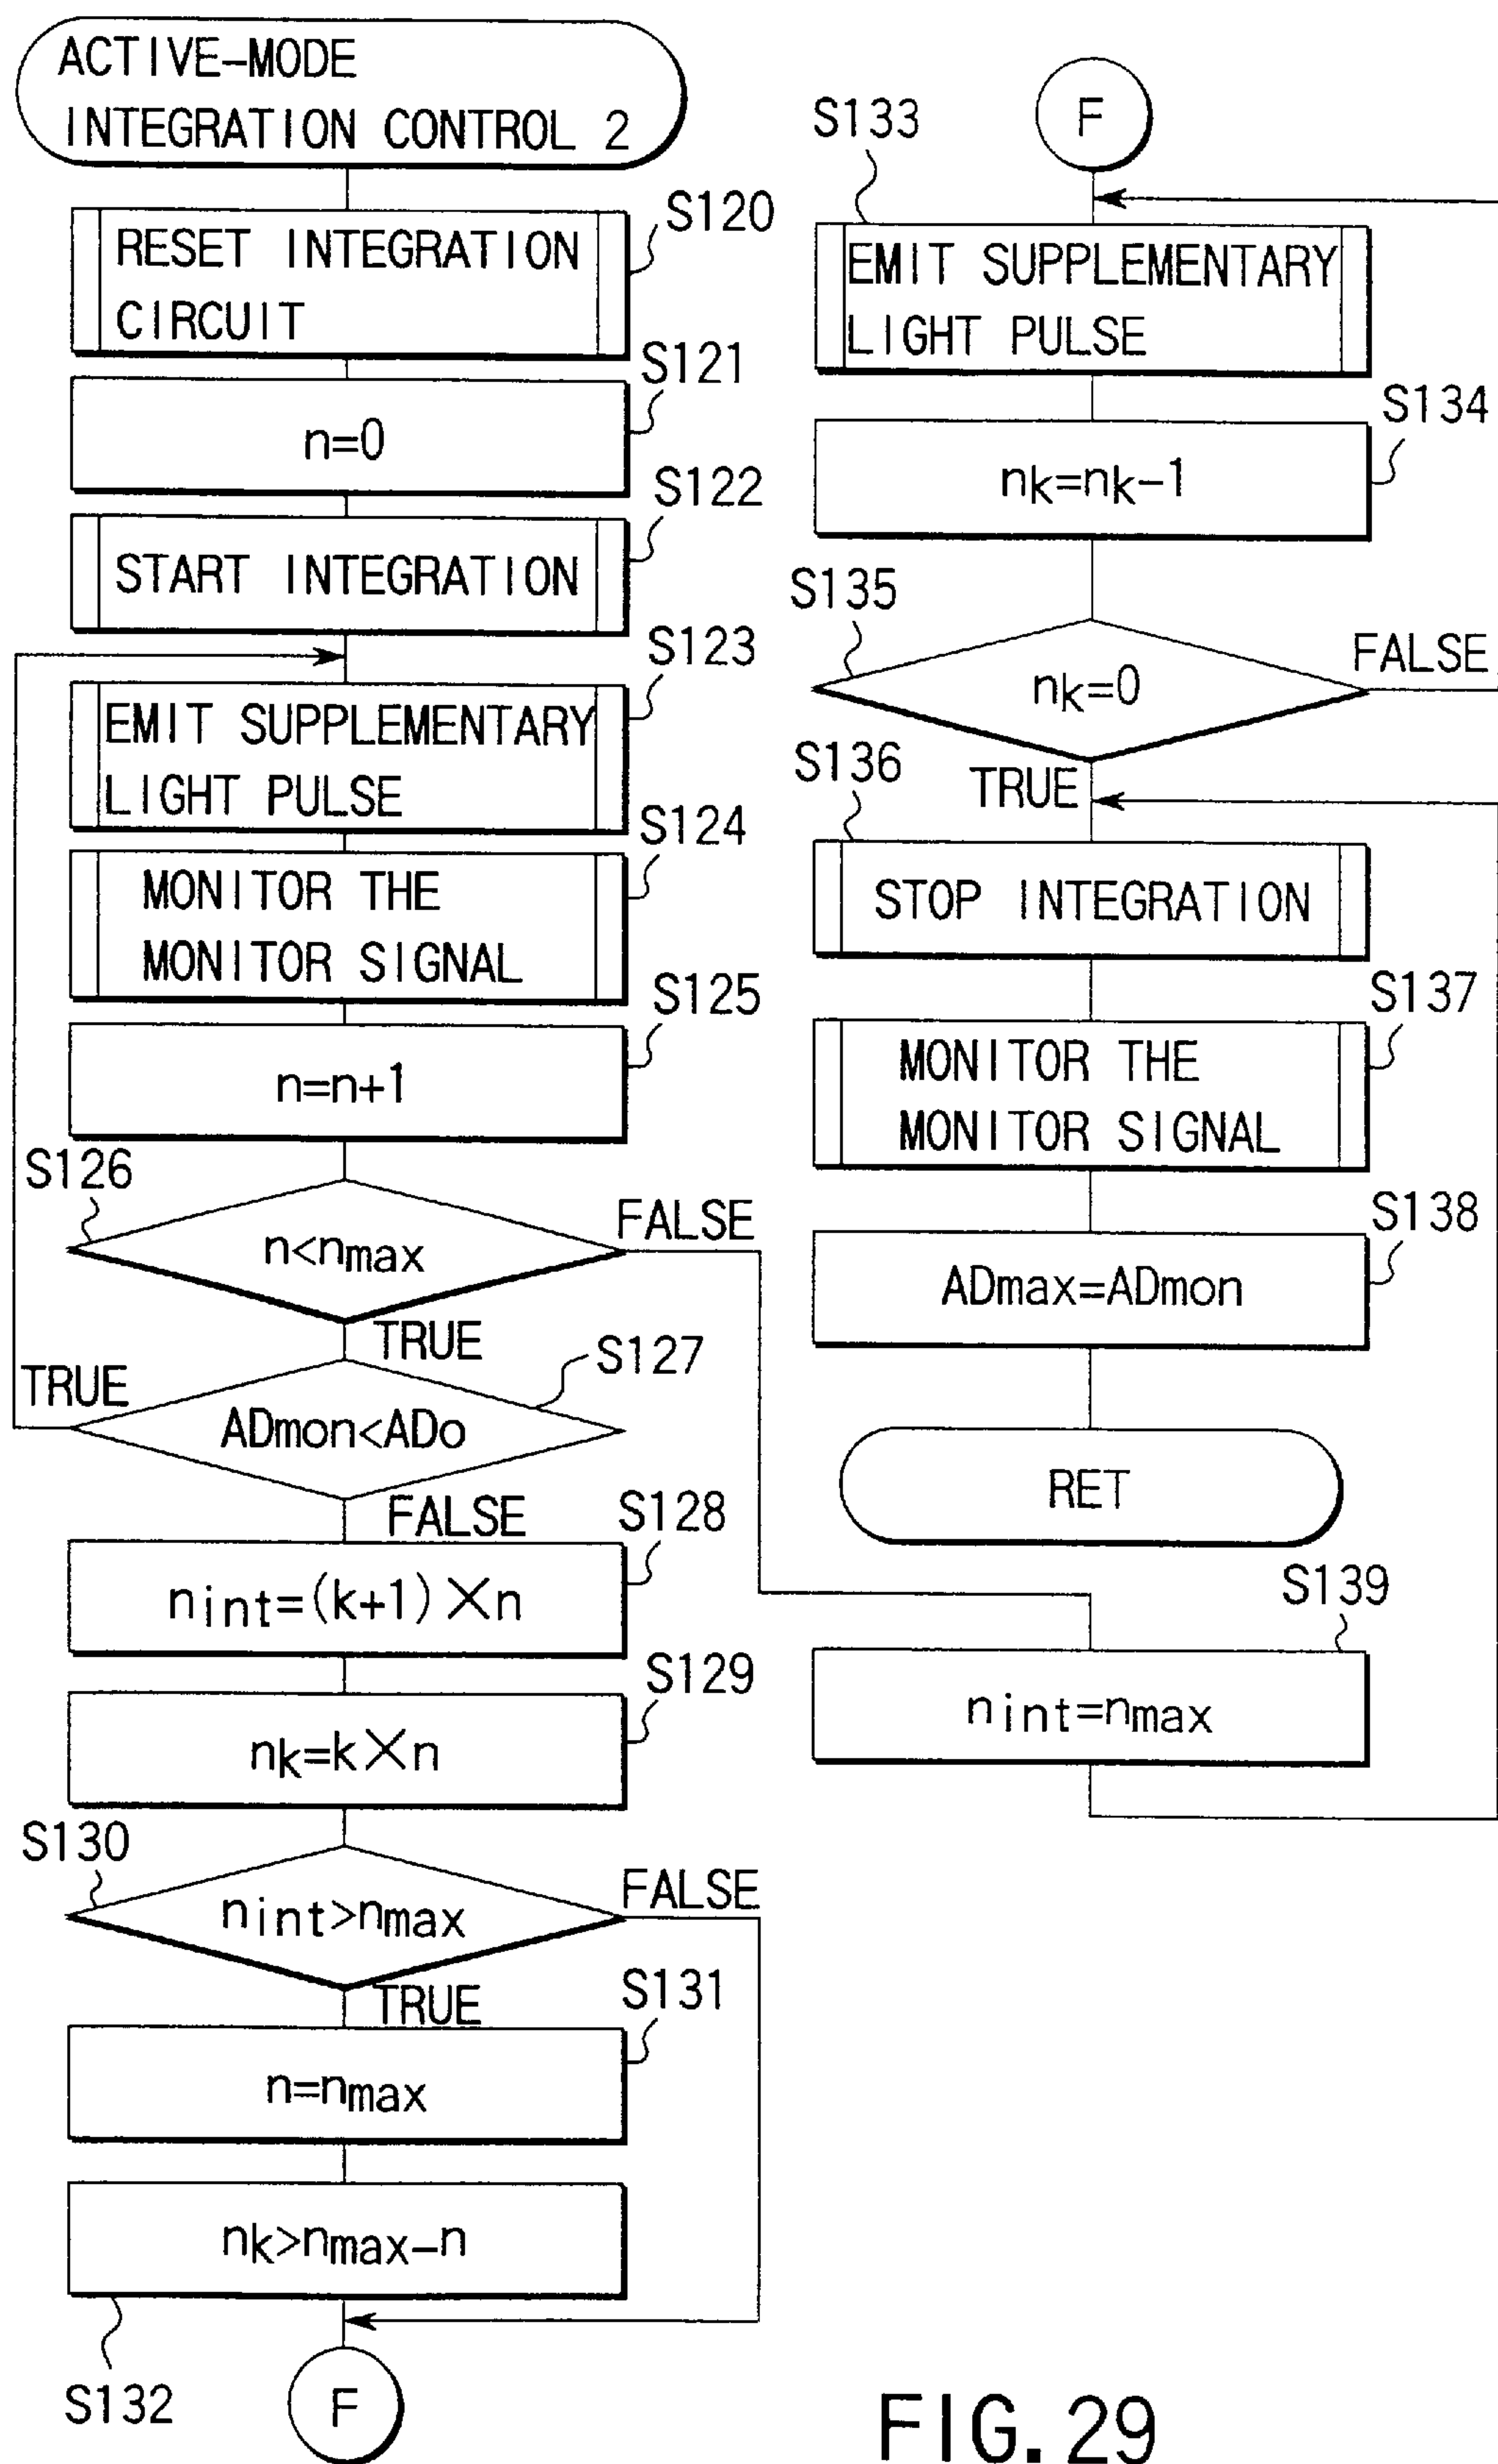 ACTIVE-MODE
INTEGRATION CONTROL 2
RESET INTEGRATION
CIRCUIT
S120
n=0
S121
START INTEGRATION
S122
EMIT SUPPLEMENTARY
LIGHT PULSE
S123
MONITOR THE
MONITOR SIGNAL
S124
n=n+1
S125
S126
n<nmax
FALSE
TRUE
S127
TRUE
ADmon<ADo
FALSE
S128
nint=(k+1)×n
S129
nk=k×n
S130
nint>nmax
FALSE
TRUE
S131
n=nmax
nk>nmax-n
S132
F
F
S133
EMIT SUPPLEMENTARY
LIGHT PULSE
S134
nk=nk-1
S135
nk=0
FALSE
TRUE
S136
STOP INTEGRATION
S137
MONITOR THE
MONITOR SIGNAL
S138
ADmax=ADmon
RET
S139
nint=nmax
FIG. 29